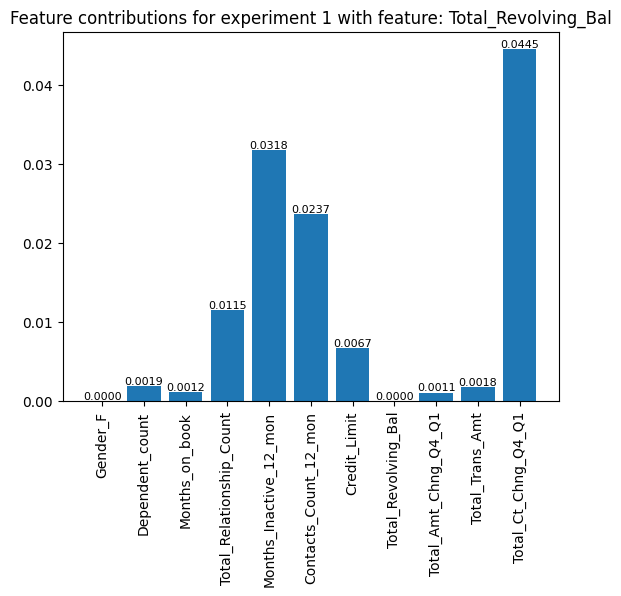 Feature contributions for experiment 1 with feature: Total_Revolving_Bal
0.04
0.03
0.02
0.01
0.00
0.0000
0.0019
0.0012
0.0115
0.0318
0.0237
0.0067
0.0000
0.0011
0.0018
0.0445
Gender_F
Dependent_count
Months_on_book
Total_Relationship_Count
Months_Inactive_12_mon
Contacts_Count_12_mon
Credit_Limit
Total_Revolving_Bal
Total_Amt_Chng_Q4_Q1
Total_Trans_Amt
Total_Ct_Chng_Q4_Q1